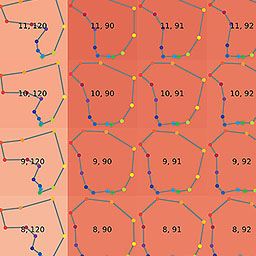 11, 120 11, 90 11, 91 11, 92
10, 120 10, 90 10, 91 10, 92
9, 120 9, 90 9, 91 9, 92
8, 120 8, 90 8, 91 8, 92